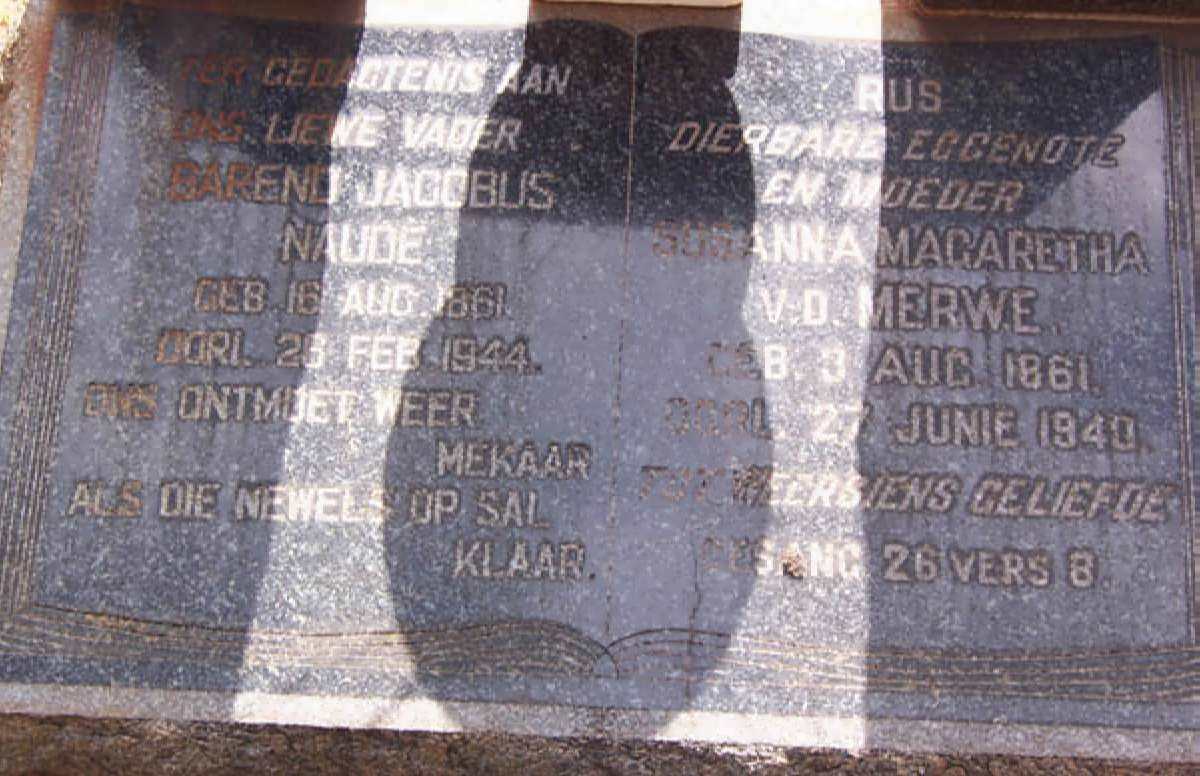 TER GEDAGTENIS AAN
ONS LIEWE VADER
BAREND JACOBUS
NAUDE
GEB. 16 AUG. 1861.
OORL. 23 FEB. 1944.
ONS ONTMOET WEER
MEKAAR
ALS DIE NEWELS OP SAL
KLAAR.
RUS
DIERBARE EGGENOTE
EN MOEDER
SUSANNA MAGARETHA
V.D. MERWE.
GEB. 3 AUG. 1861.
OORL. 27 JUNIE 1940.
TOT WEERSIENS GELIEFDE
GESANG 26 VERS 8.